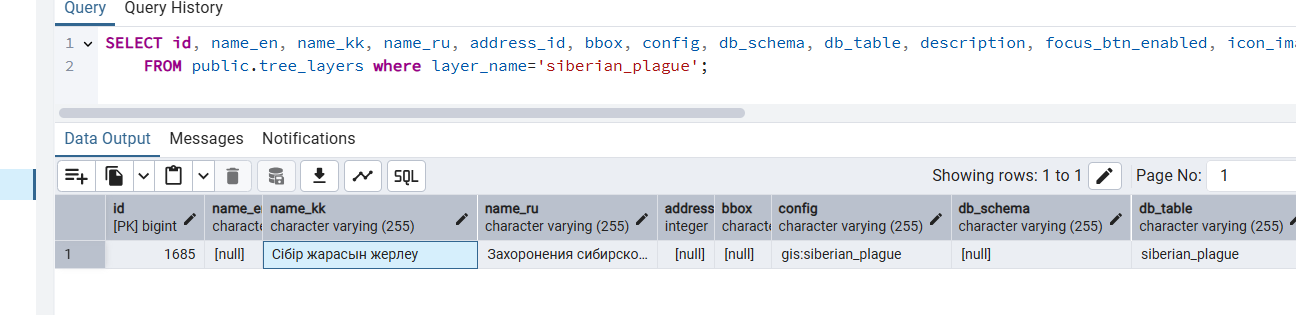 Query Query History
1 SELECT id, name_en, name_kk, name_ru, address_id, bbox, config, db_schema, db_table, description, focus_btn_enabled,
2 FROM public.tree_layers where layer_name='siberian_plague';
Data Output Messages Notifications
SQL Showing rows: 1 to 1 Page No: 1
id name_kk name_ru address bbox config db_schema db_table
[PK] bigint character varying (255) character varying (255) integer character varying (255) character varying (255) character varying (255)
1 1685 [null] Сібір жарасын жерлеу Захоронения сибирско... [null] [null] gis:siberian_plague [null] siberian_plague